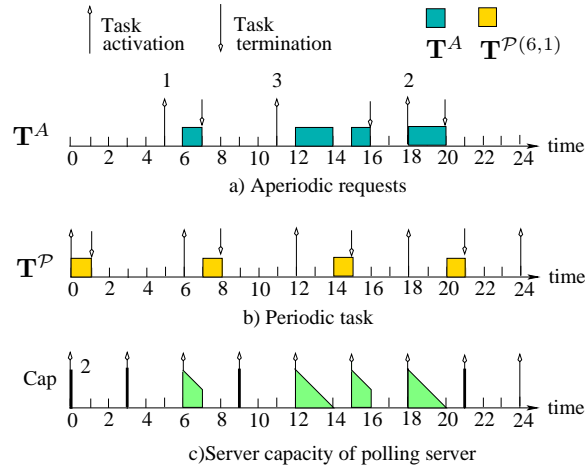 Task activation
Task termination
T^A
T^P(6,1)
1
3
2
T^A
0 2 4 6 8 10 12 14 16 18 20 22 24
time
a) Aperiodic requests
T^P
0 2 4 6 8 10 12 14 16 18 20 22 24
time
b) Periodic task
Cap
2
0 2 4 6 8 10 12 14 16 18 20 22 24
time
c)Server capacity of polling server